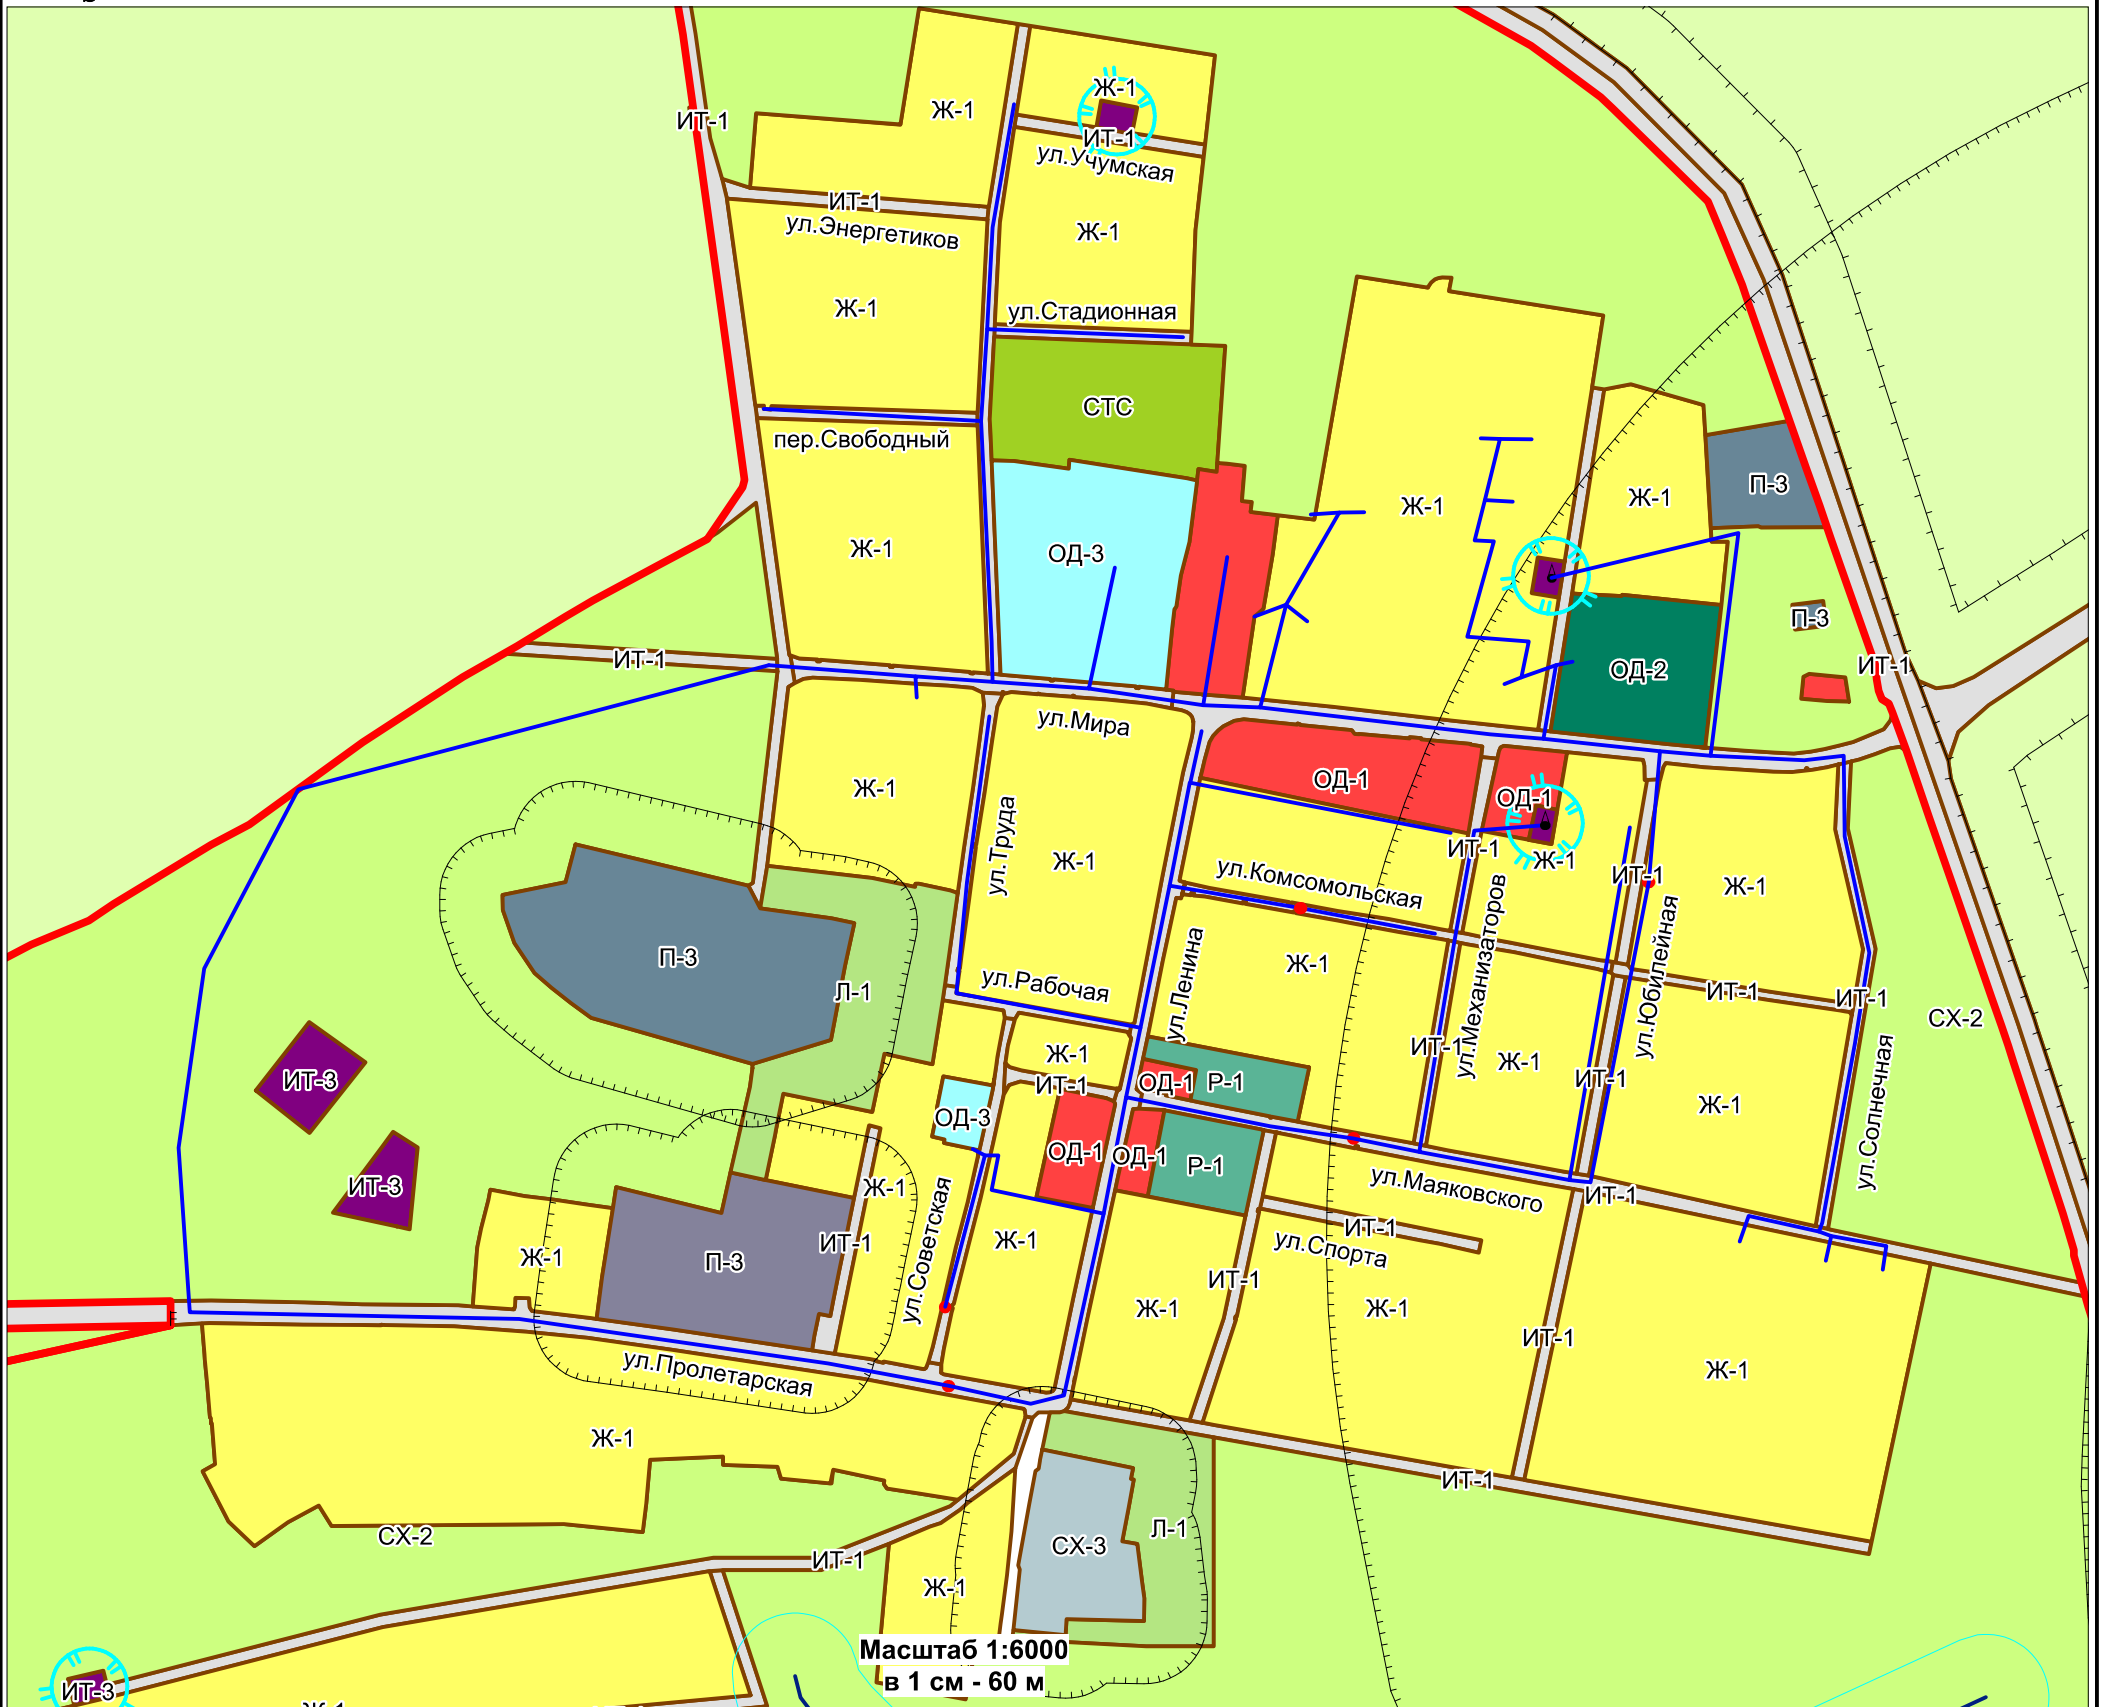 Ж-1
Ж-1
ИТ-1
ИТ-1
ул.Учумская
ИТ-1
ул.Энергетиков
Ж-1
Ж-1
ул.Стадионная
СТС
пер.Свободный
П-3
Ж-1
Ж-1
Ж-1
ОД-3
П-3
ИТ-1
ИТ-1
ОД-2
ул.Мира
ОД-1
Ж-1
ОД-1
ул.Труда
Ж-1
ИТ-1
Ж-1
ул.Комсомольская
ИТ-1
Ж-1
П-3
Л-1
ул.Рабочая
ул.Ленина
Ж-1
ул.Механизаторов
ул.Юбилейная
ИТ-1
ИТ-1
СХ-2
Ж-1
ИТ-1
Ж-1
ИТ-3
ИТ-1
ОД-1
Р-1
ИТ-1
Ж-1
ул.Солнечная
ОД-3
ОД-1
ОД-1
Р-1
ИТ-3
Ж-1
ул.Маяковского
ИТ-1
Ж-1
П-3
ИТ-1
ул.Советская
Ж-1
ИТ-1
ул.Спорта
ИТ-1
Ж-1
Ж-1
ИТ-1
ул.Пролетарская
Ж-1
Ж-1
ИТ-1
СХ-2
Л-1
СХ-3
ИТ-1
Ж-1
Масштаб 1:6000
в 1 см - 60 м
ИТ-3
Ж-1